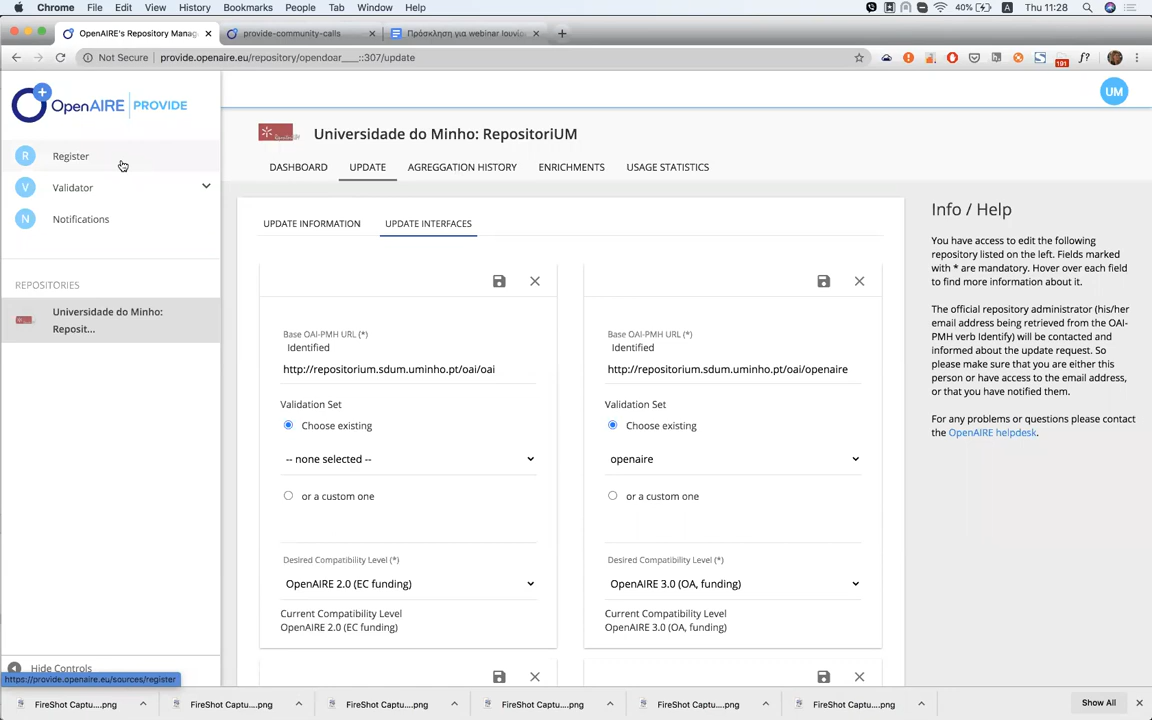 Chrome File Edit View History Bookmarks People Tab Window Help 40% A Thu 11:28
OpenAIRE's Repository Manag provide-community-calls Πρόσκληση για webinar
Not Secure provide.openaire.eu/repository/opendoar____::307/update 191 f?
OpenAIRE PROVIDE
UM
R Register
V Validator
N Notifications
REPOSITORIES
Universidade do Minho:
Reposit...
Hide Controls
https://provide.openaire.eu/sources/register
Universidade do Minho: RepositoriUM
DASHBOARD UPDATE AGREGGATION HISTORY ENRICHMENTS USAGE STATISTICS
UPDATE INFORMATION UPDATE INTERFACES
Base OAI-PMH URL (*)
Identified
http://repositorium.sdum.uminho.pt/oai/oai
Validation Set
Choose existing
-- none selected --
or a custom one
Desired Compatibility Level (*)
OpenAIRE 2.0 (EC funding)
Current Compatibility Level
OpenAIRE 2.0 (EC funding)
Base OAI-PMH URL (*)
Identified
http://repositorium.sdum.uminho.pt/oai/openaire
Validation Set
Choose existing
openaire
or a custom one
Desired Compatibility Level (*)
OpenAIRE 3.0 (OA, funding)
Current Compatibility Level
OpenAIRE 3.0 (OA, funding)
Info / Help
You have access to edit the following
repository listed on the left. Fields marked
with * are mandatory. Hover over each field
to find more information about it.
The official repository administrator (his/her
email address being retrieved from the OAI-
PMH verb Identify) will be contacted and
informed about the update request. So
please make sure that you are either this
person or have access to the email address,
or that you have notified them.
For any problems or questions please contact
the OpenAIRE helpdesk.
FireShot Captu....png FireShot Captu....png FireShot Captu....png FireShot Captu....png FireShot Captu....png FireShot Captu....png Show All